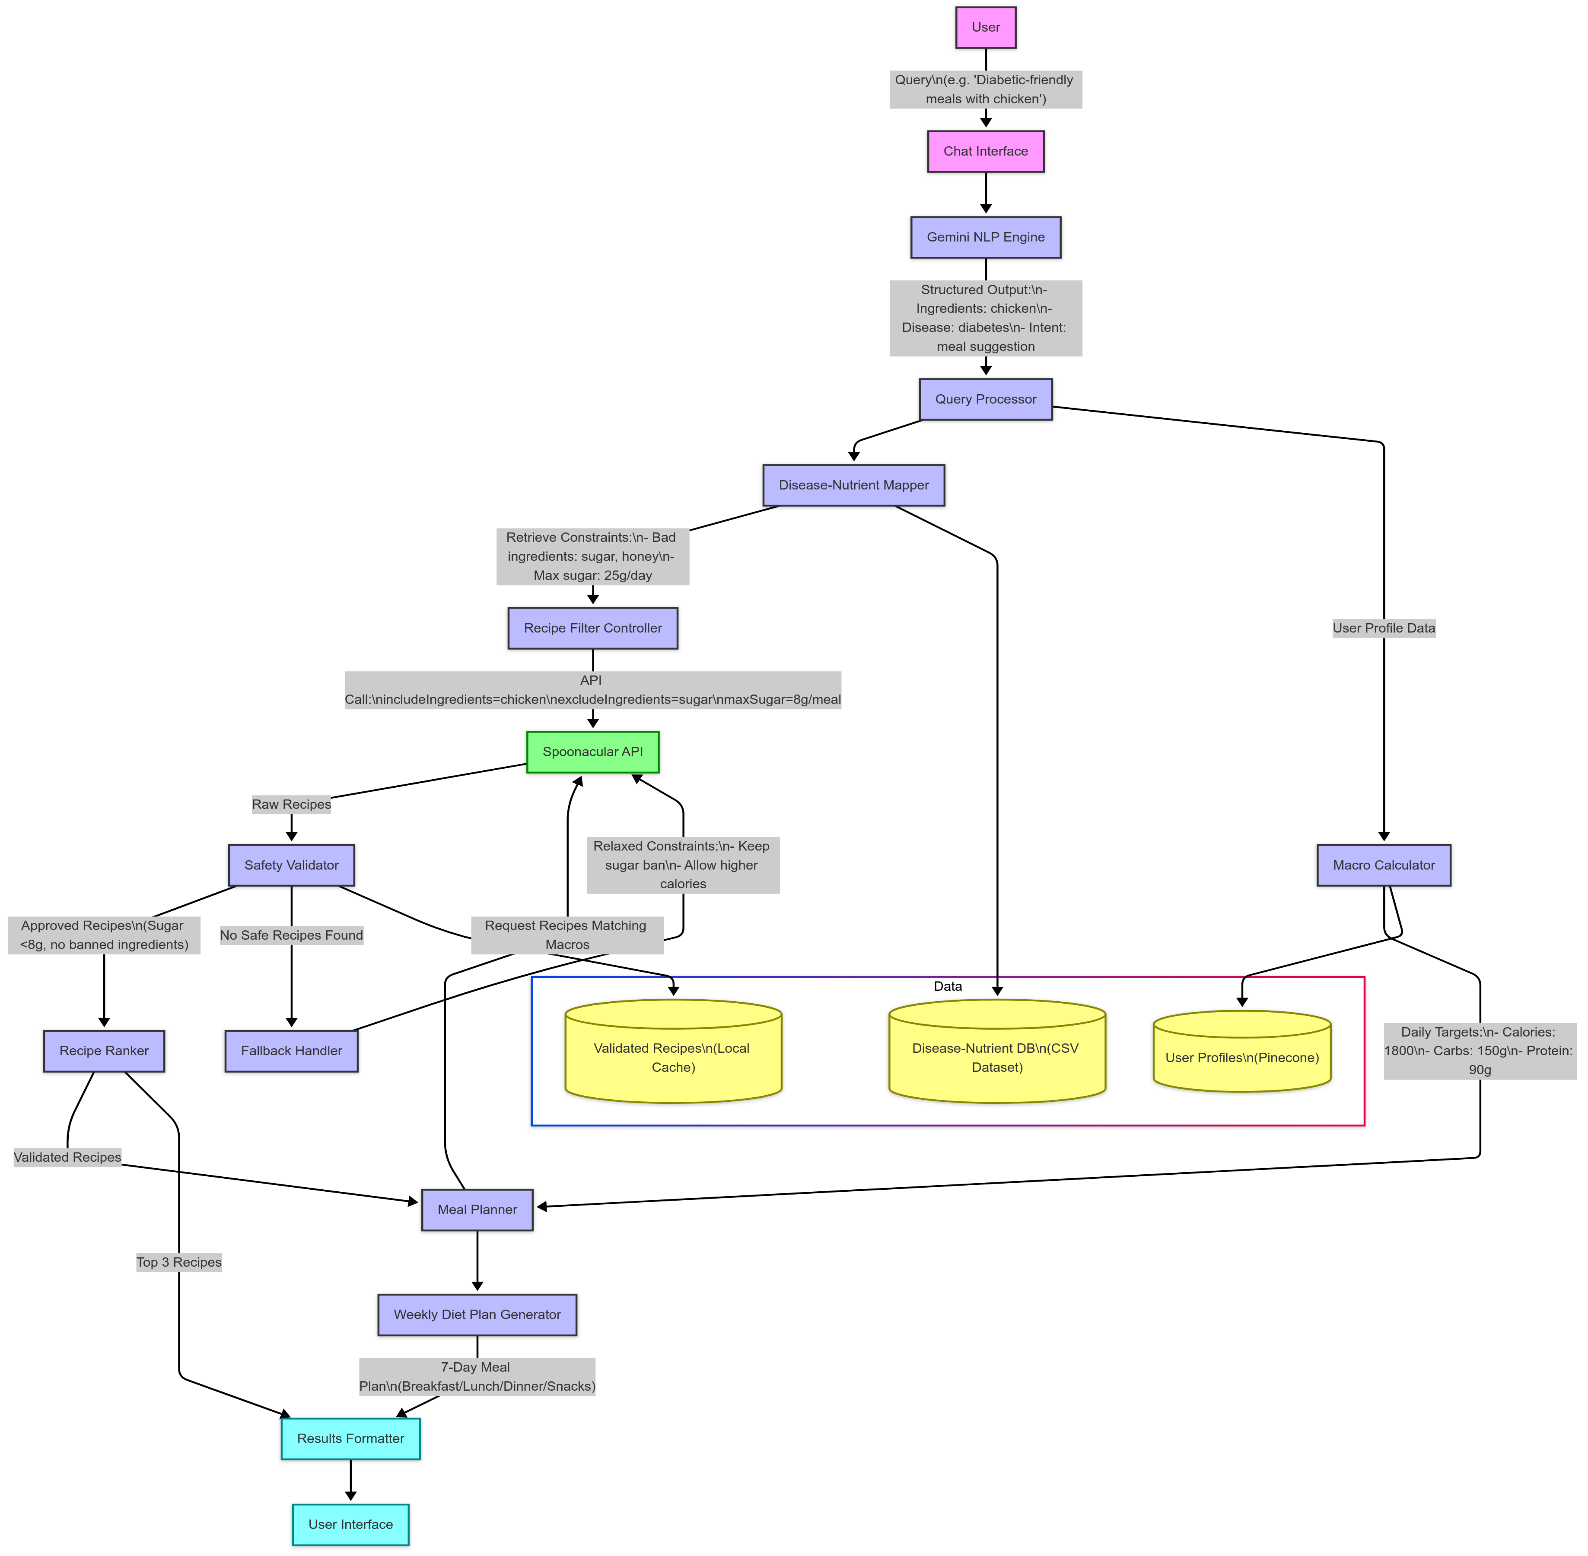 User
Query\n(e.g. 'Diabetic-friendly
meals with chicken')
Chat Interface
Gemini NLP Engine
Structured Output:\n-
Ingredients: chicken\n-
Disease: diabetes\n- Intent:
meal suggestion
Query Processor
Disease-Nutrient Mapper
Retrieve Constraints:\n- Bad
ingredients: sugar, honey\n-
Max sugar: 25g/day
Recipe Filter Controller
User Profile Data
API
Call:\nincludeIngredients=chicken\nexcludeIngredients=sugar\nmaxSugar=8g/meal
Spoonacular API
Raw Recipes
Relaxed Constraints:\n- Keep
sugar ban\n- Allow higher
calories
Safety Validator
Macro Calculator
Approved Recipes\n(Sugar
<8g, no banned ingredients)
No Safe Recipes Found
Request Recipes Matching
Macros
Data
Recipe Ranker
Fallback Handler
Validated Recipes\n(Local
Cache)
Disease-Nutrient DB\n(CSV
Dataset)
User Profiles\n(Pinecone)
Daily Targets:\n- Calories:
1800\n- Carbs: 150g\n- Protein:
90g
Validated Recipes
Meal Planner
Top 3 Recipes
Weekly Diet Plan Generator
7-Day Meal
Plan\n(Breakfast/Lunch/Dinner/Snacks)
Results Formatter
User Interface